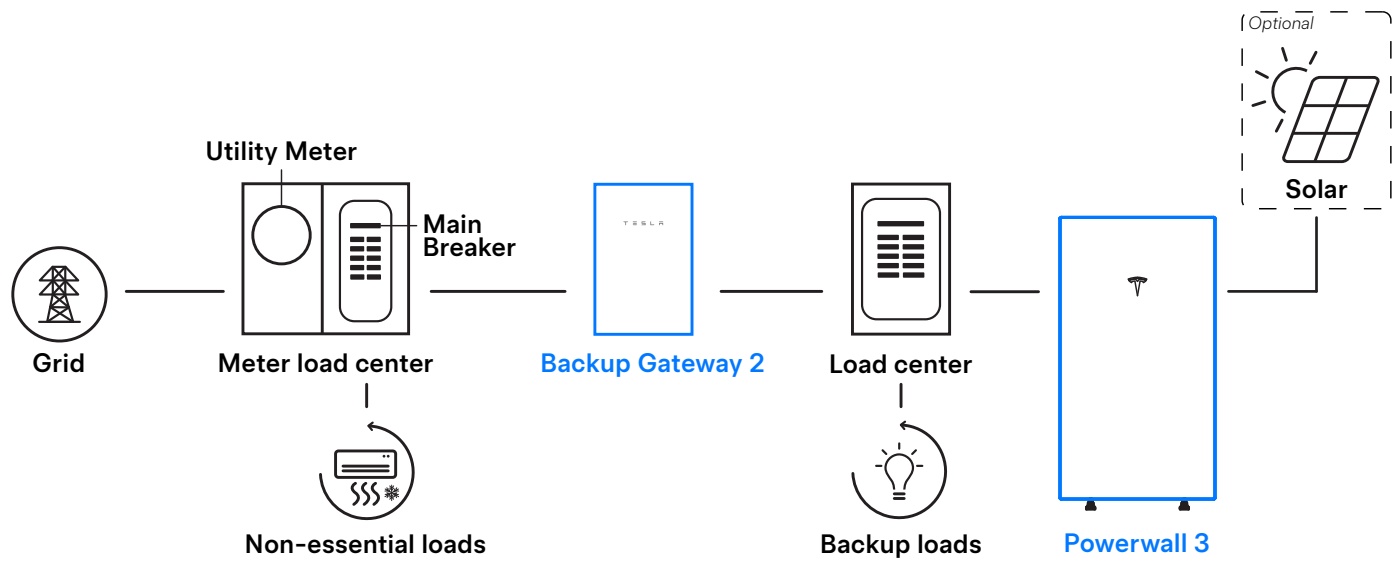 Optional
Solar
Utility Meter
Main
Breaker
TESLA
Grid
Meter load center
Backup Gateway 2
Load center
Non-essential loads
Backup loads
Powerwall 3